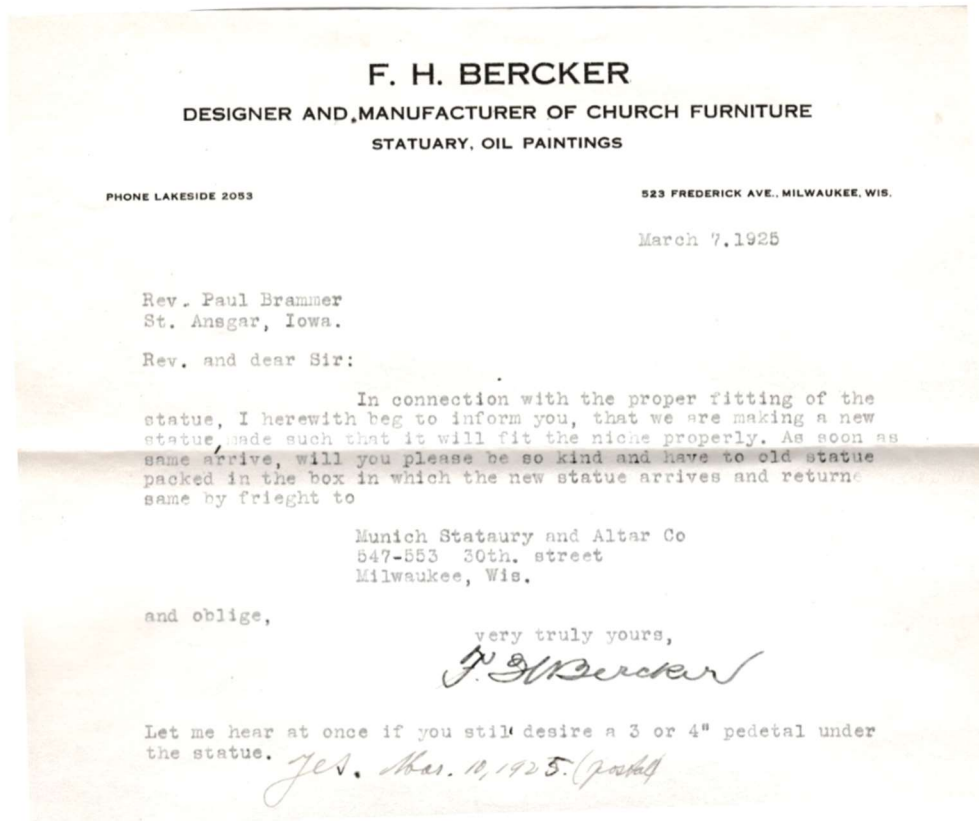 F. H. BERCKER
DESIGNER AND MANUFACTURER OF CHURCH FURNITURE
STATUARY, OIL PAINTINGS
PHONE LAKESIDE 2053
523 FREDERICK AVE., MILWAUKEE, WIS.
March 7.1925
Rev. Paul Brammer
St. Ansgar, Iowa.
Rev. and dear Sir:
In connection with the proper fitting of the
statue, I herewith beg to inform you, that we are making a new
statue,made such that it will fit the niche properly. As soon as
same arrive, will you please be so kind and have to old statue
packed in the box in which the new statue arrives and returne
same by frieght to
Munich Stataury and Altar Co
547-553 30th. street
Milwaukee, Wis.
and oblige,
very truly yours,
F. H. Bercker
Let me hear at once if you still desire a 3 or 4" pedetal under
the statue.
Yes. Mar. 10, 1925. (postal)